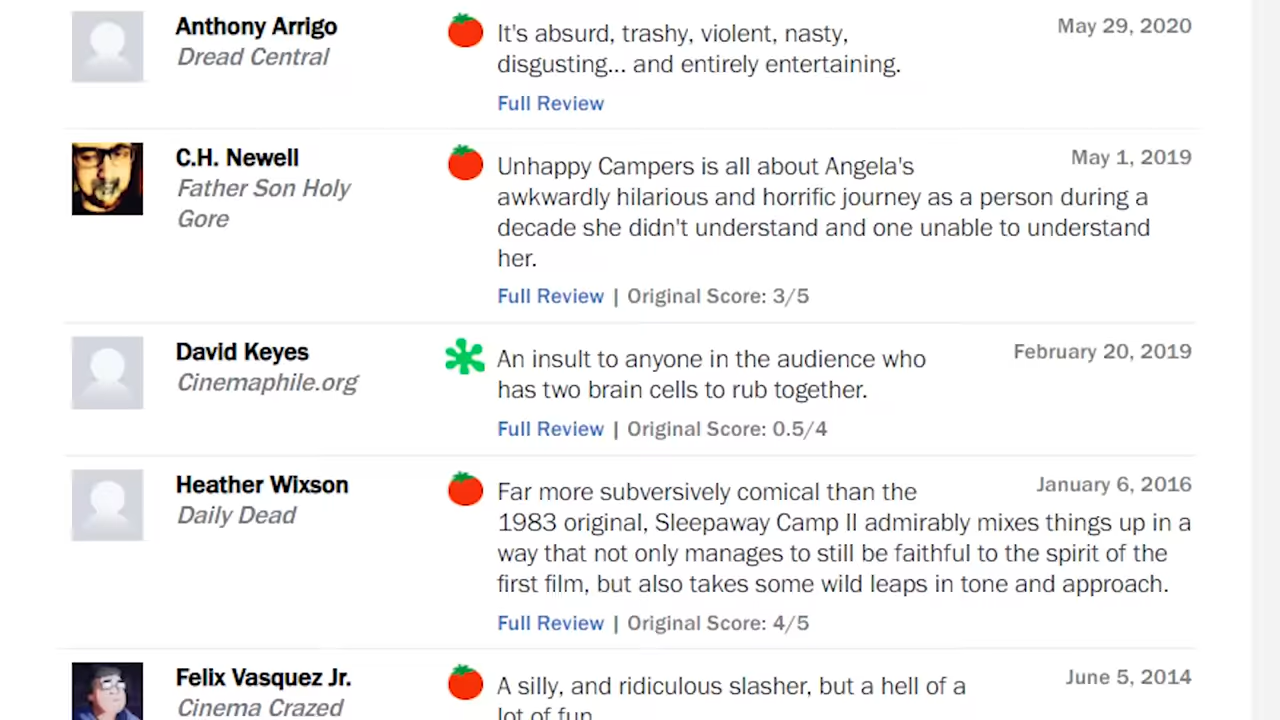 Anthony Arrigo
Dread Central
It's absurd, trashy, violent, nasty,
disgusting... and entirely entertaining.
Full Review
May 29, 2020
C.H. Newell
Father Son Holy
Gore
Unhappy Campers is all about Angela's
awkwardly hilarious and horrific journey as a person during a
decade she didn't understand and one unable to understand
her.
Full Review | Original Score: 3/5
May 1, 2019
David Keyes
Cinemaphile.org
An insult to anyone in the audience who
has two brain cells to rub together.
Full Review | Original Score: 0.5/4
February 20, 2019
Heather Wixson
Daily Dead
Far more subversively comical than the
1983 original, Sleepaway Camp II admirably mixes things up in a
way that not only manages to still be faithful to the spirit of the
first film, but also takes some wild leaps in tone and approach.
Full Review | Original Score: 4/5
January 6, 2016
Felix Vasquez Jr.
Cinema Crazed
A silly, and ridiculous slasher, but a hell of a
lot of fun
June 5, 2014